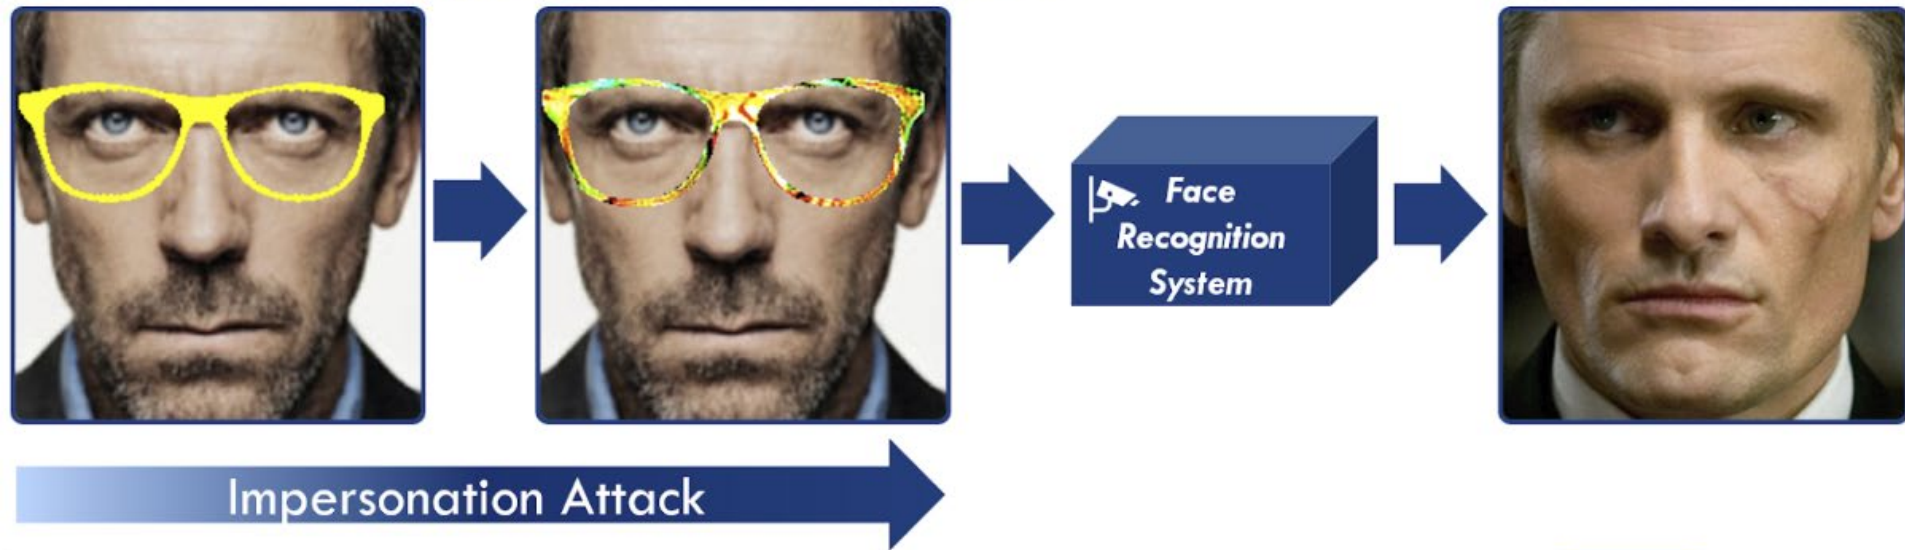 Face
Recognition
System
Impersonation Attack